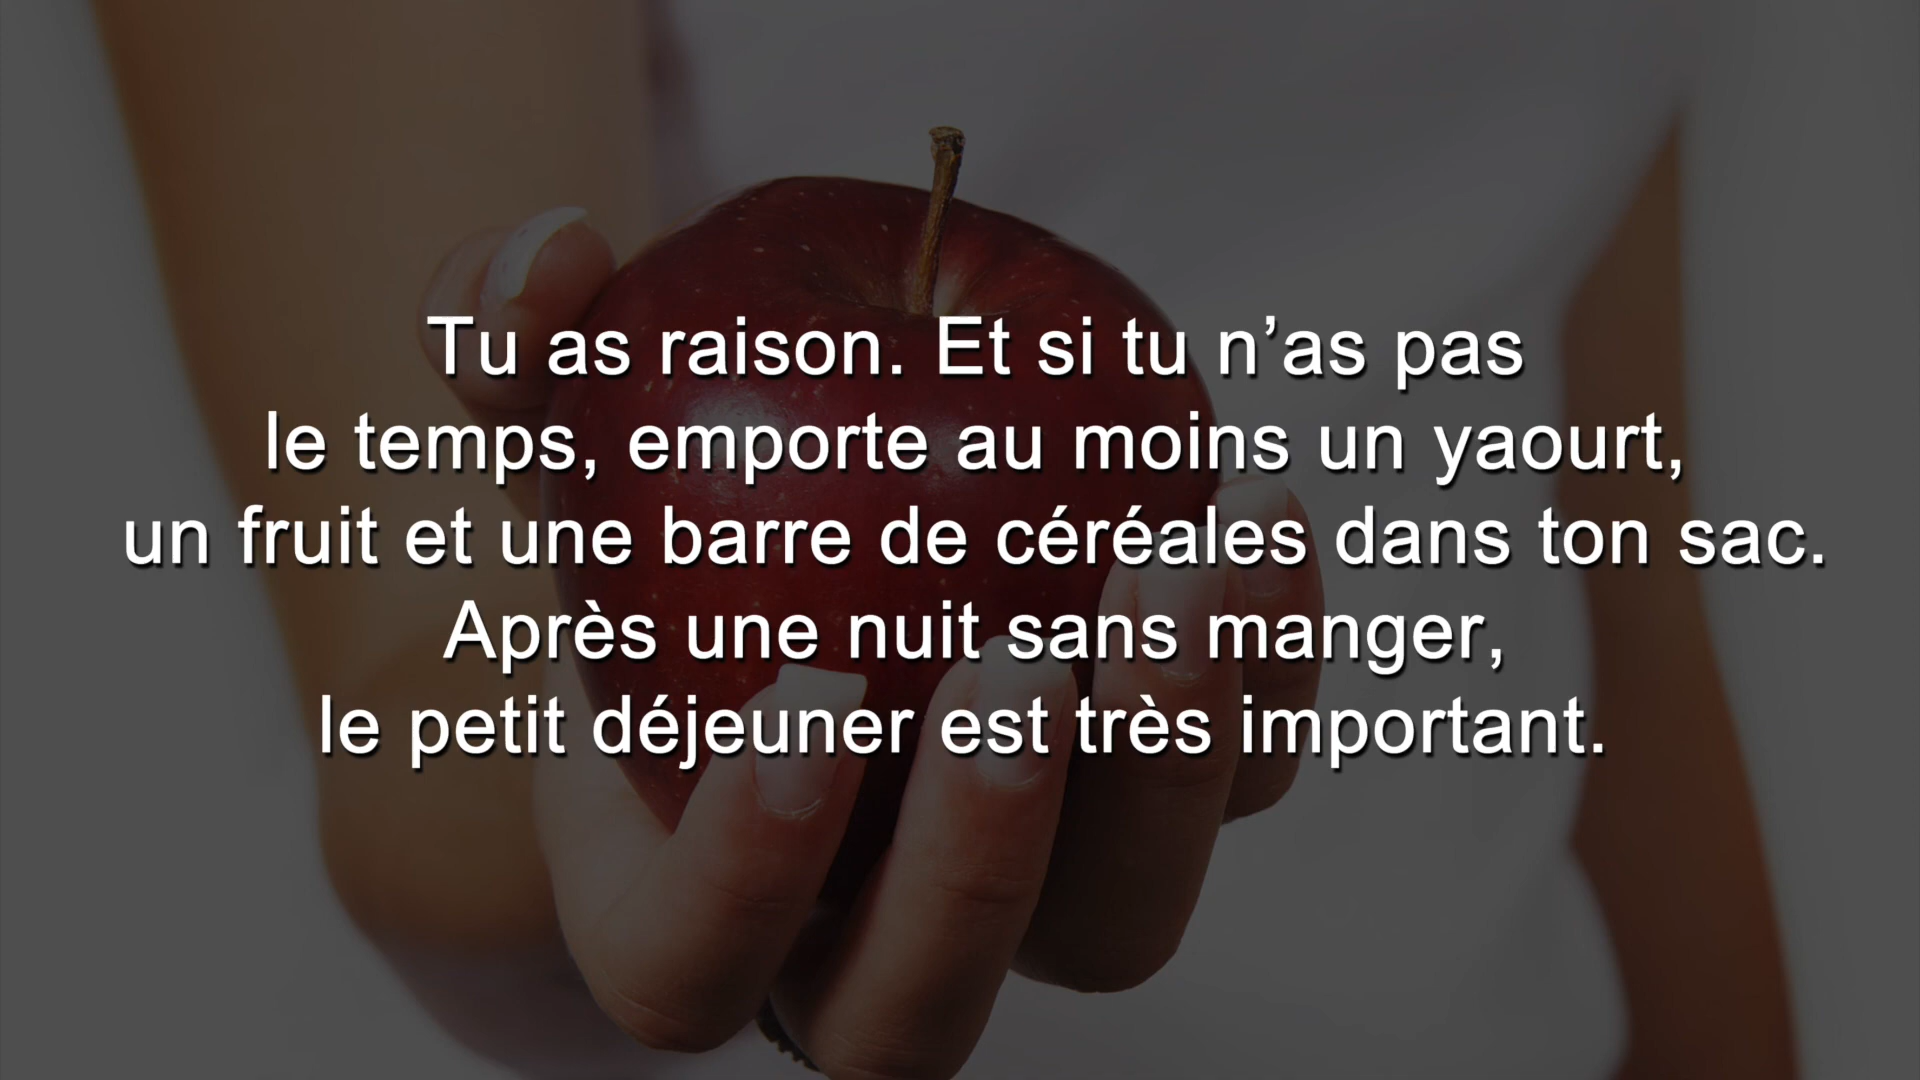 Tu as raison. Et si tu n’as pas
le temps, emporte au moins un yaourt,
un fruit et une barre de céréales dans ton sac.
Après une nuit sans manger,
le petit déjeuner est très important.